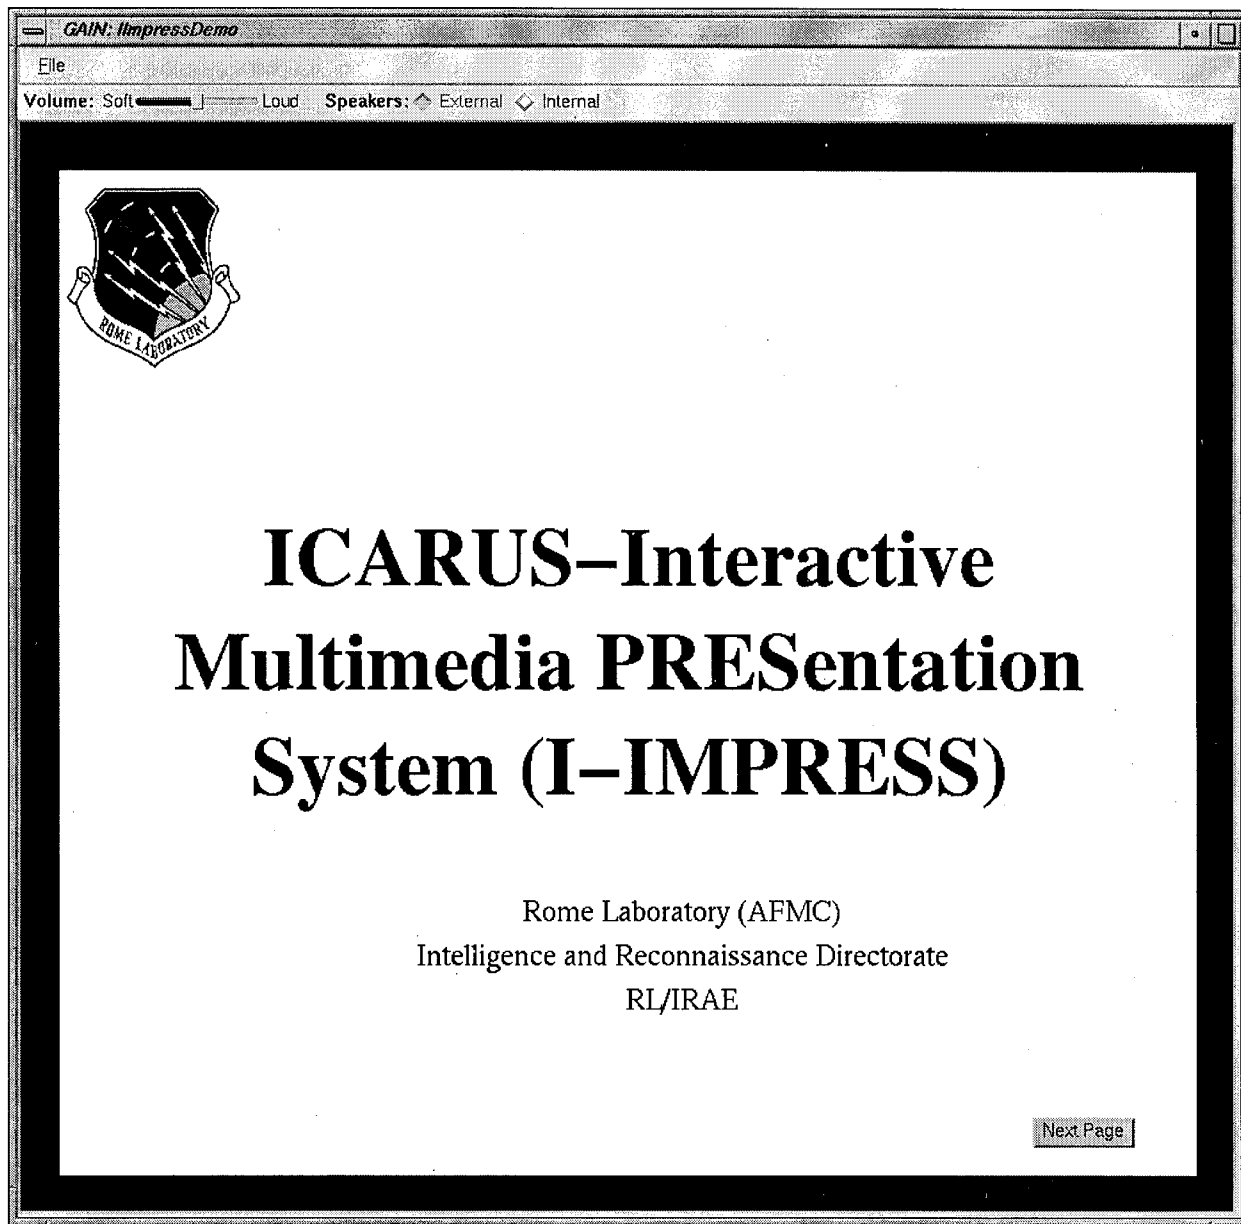 GAIN: IImpressDemo
File
Volume: Soft Loud Speakers: External Internal
ROME LABORATORY
ICARUS–Interactive
Multimedia PRESentation
System (I–IMPRESS)
Rome Laboratory (AFMC)
Intelligence and Reconnaissance Directorate
RL/IRAE
Next Page